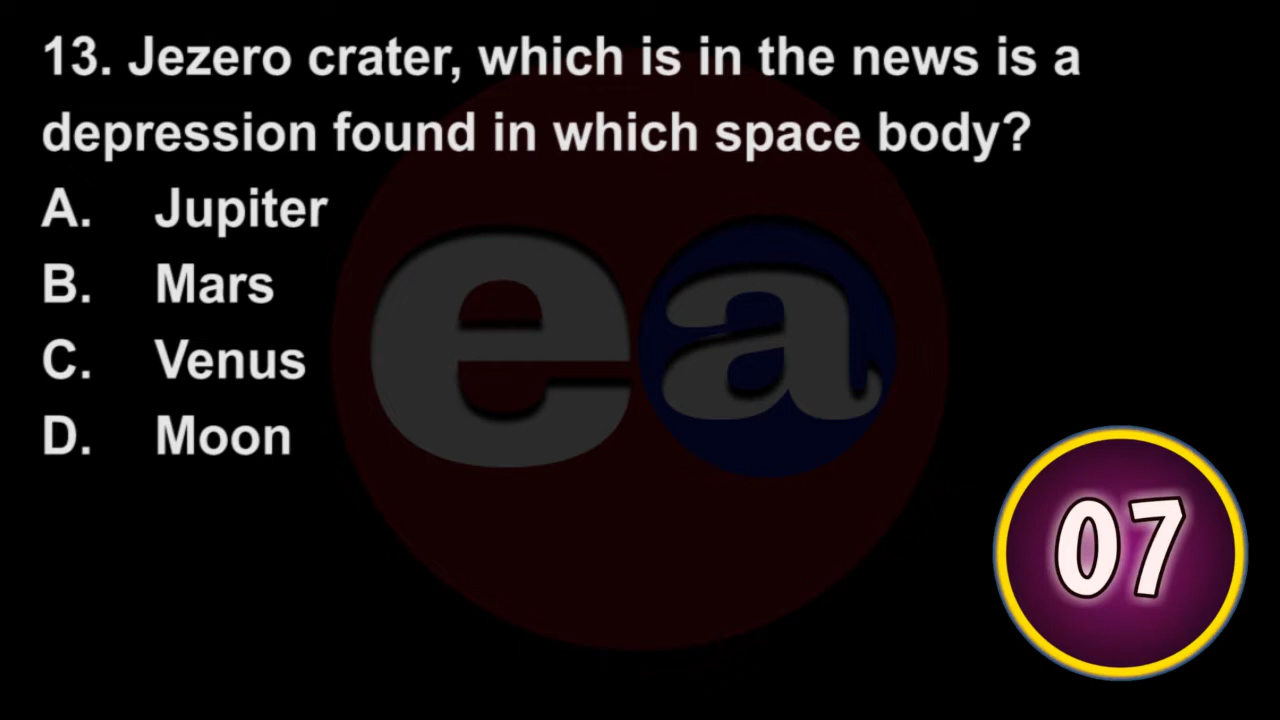 13. Jezero crater, which is in the news is a
depression found in which space body?
A. Jupiter
B. Mars
C. Venus
D. Moon
ea
07